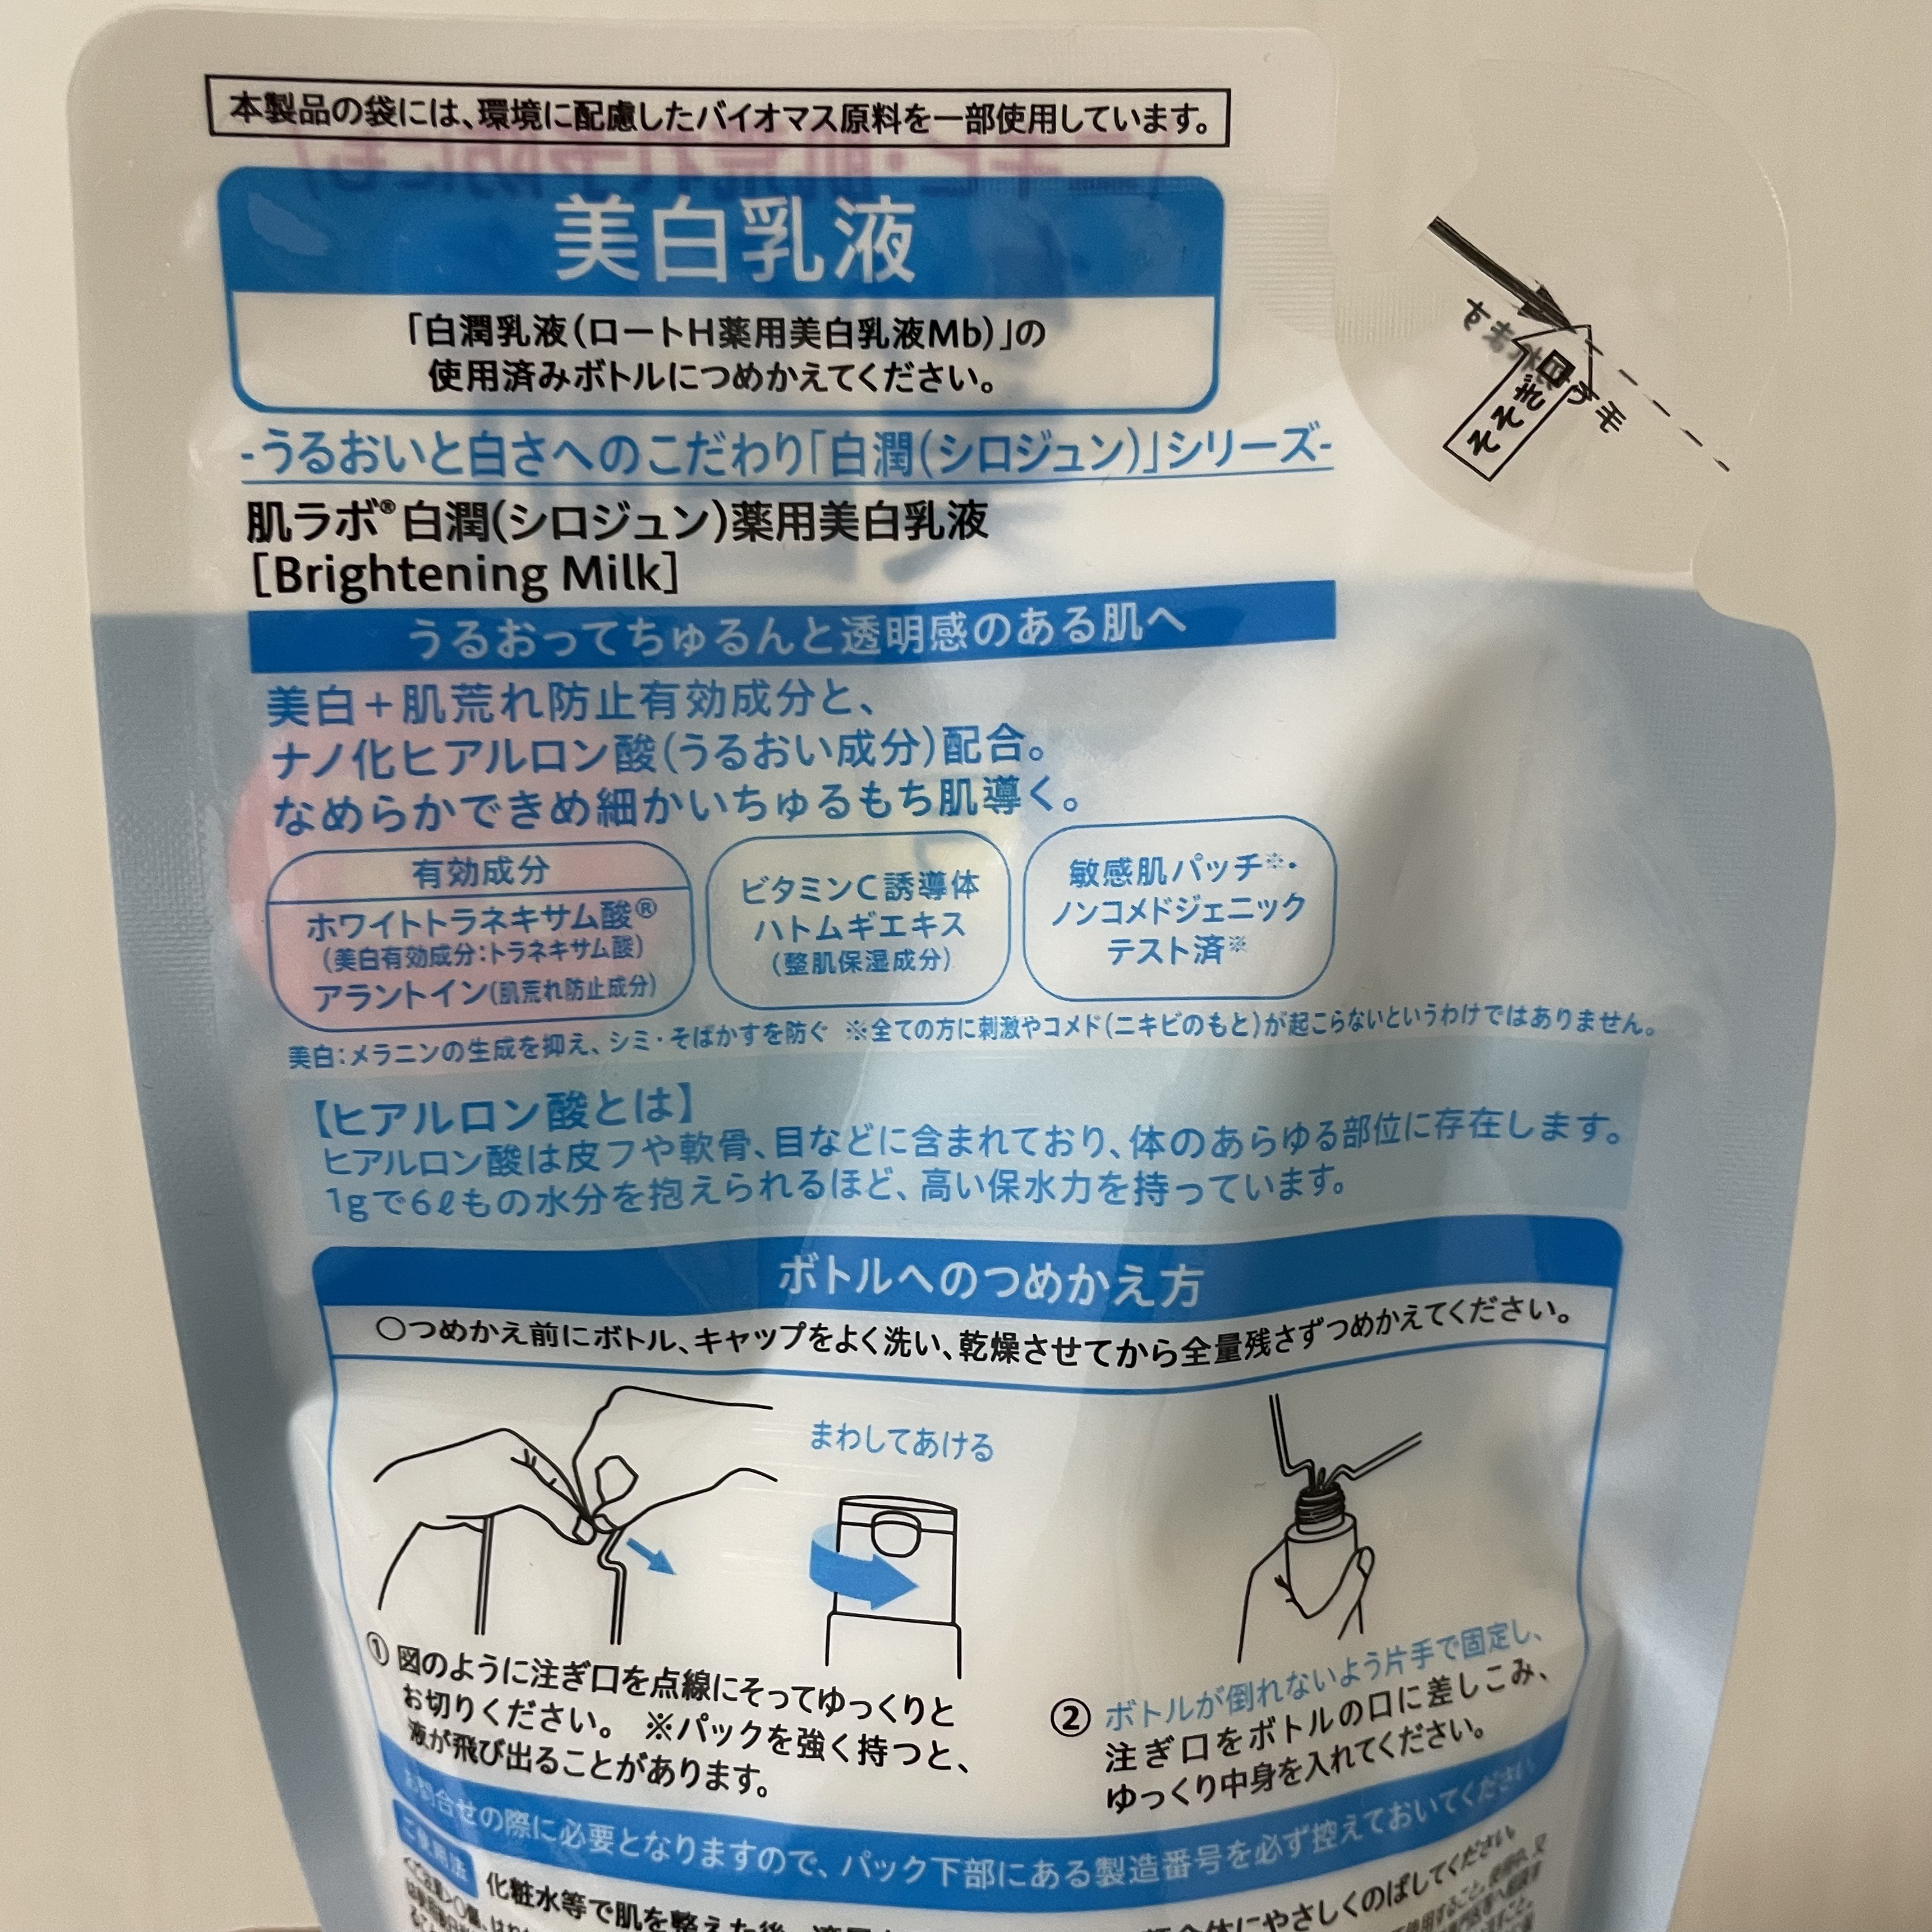 本製品の袋には、環境に配慮したバイオマス原料を一部使用しています。
美白乳液
「白潤乳液(ロートH薬用美白乳液Mb)」の
使用済みボトルにつめかえてください。
-うるおいと白さへのこだわり「白潤(シロジュン)」シリーズ-
肌ラボ®白潤(シロジュン)薬用美白乳液
[Brightening Milk]
うるおってちゅるんと透明感のある肌へ
美白+肌荒れ防止有効成分と、
ナノ化ヒアルロン酸(うるおい成分)配合。
なめらかできめ細かいちゅるもち肌導く。
有効成分
ホワイトトラネキサム酸®
(美白有効成分:トラネキサム酸)
アラントイン(肌荒れ防止成分)
ビタミンC誘導体
ハトムギエキス
(整肌保湿成分)
敏感肌パッチ※・
ノンコメドジェニック
テスト済※
美白:メラニンの生成を抑え、シミ・そばかすを防ぐ ※全ての方に刺激やコメド(ニキビのもと)が起こらないというわけではありません。
【ヒアルロン酸とは】
ヒアルロン酸は皮フや軟骨、目などに含まれており、体のあらゆる部位に存在します。
1gで6ℓもの水分を抱えられるほど、高い保水力を持っています。
ボトルへのつめかえ方
○つめかえ前にボトル、キャップをよく洗い、乾燥させてから全量残さずつめかえてください。
まわしてあける
① 図のように注ぎ口を点線にそってゆっくりと
お切りください。 ※パックを強く持つと、
液が飛び出ることがあります。
② ボトルが倒れないよう片手で固定し、
注ぎ口をボトルの口に差しこみ、
ゆっくり中身を入れてください。
お問合せの際に必要となりますので、パック下部にある製造番号を必ず控えておいてください
ご使用法
化粧水等で肌を整えた後、
全体にやさしくのばしてください。